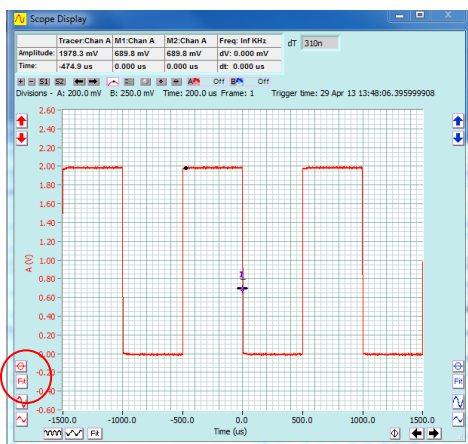 Scope Display
Tracer:Chan A M1:Chan A M2:Chan A Freq: Inf KHz dT 310n
Amplitude: 1978.3 mV 689.8 mV 689.8 mV dV: 0.000 mV
Time: -474.9 us 0.000 us 0.000 us dt: 0.000 us
S1 S2 A Off B Off
Divisions - A: 200.0 mV B: 250.0 mV Time: 200.0 us Frame: 1 Trigger time: 29 Apr 13 13:48:06.395999908
2.60
2.40
2.20
2.00
1.80
1.60
1.40
1.20
1.00
0.80
0.60
0.40
0.20
0.00
-0.20
-0.40
-0.60
A (V)
1
Fit
Fit
-1500.0 -1000.0 -500.0 0.0 500.0 1000.0 1500.0
Fit Time (us)